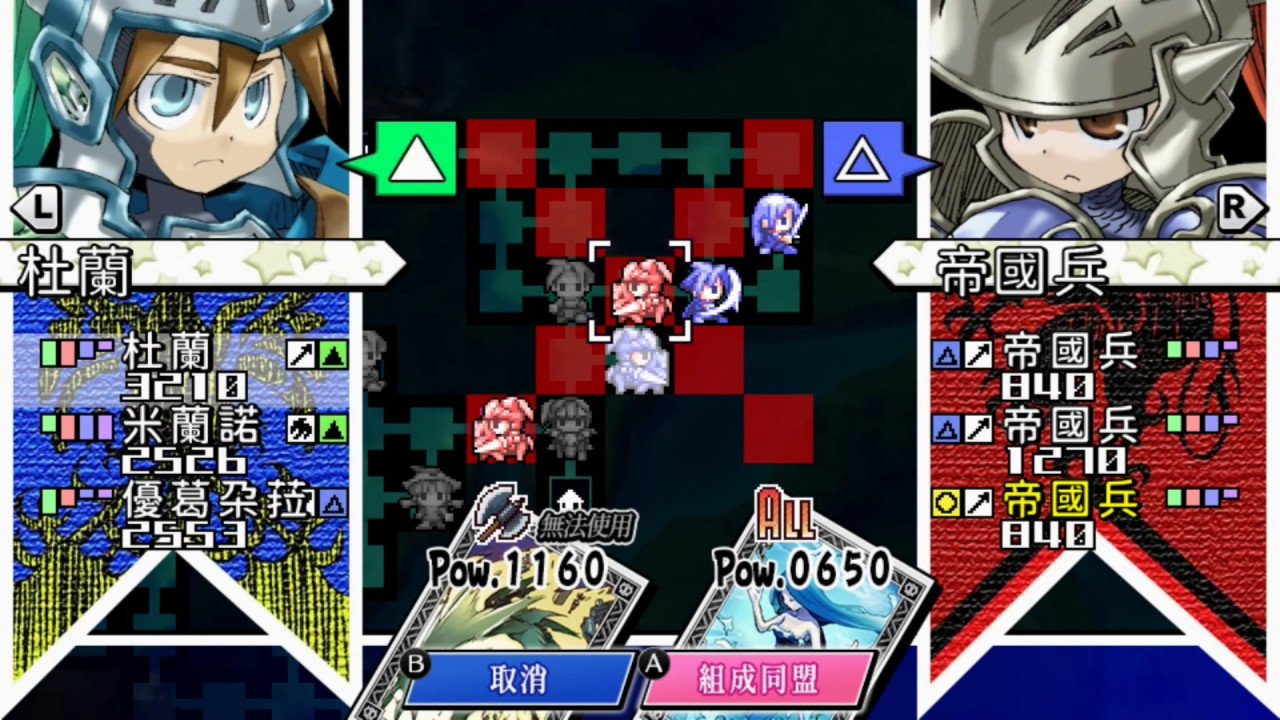 L
R
杜蘭
帝國兵
杜蘭
3210
米蘭諾
2526
優葛朵菈
2553
帝國兵
840
帝國兵
1270
帝國兵
840
無法使用
Pow.1160
ALL
Pow.0650
B 取消
A 組成同盟